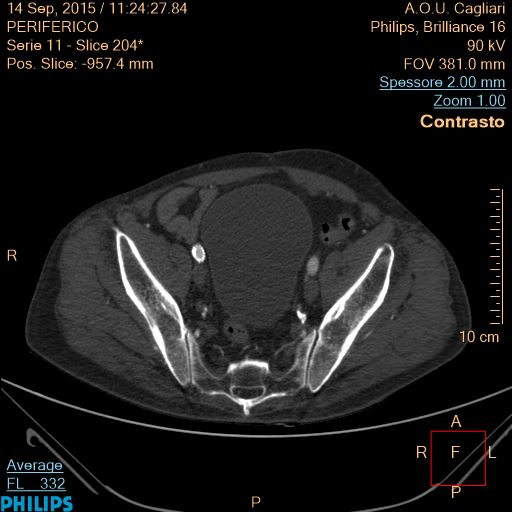 14 Sep, 2015 / 11:24:27.84
PERIFERICO
Serie 11 - Slice 204*
Pos. Slice: -957.4 mm
A.O.U. Cagliari
Philips, Brilliance 16
90 kV
FOV 381.0 mm
Spessore 2.00 mm
Zoom 1.00
Contrasto
R
10 cm
A
R F L
P
Average
FL 332
PHILIPS
P